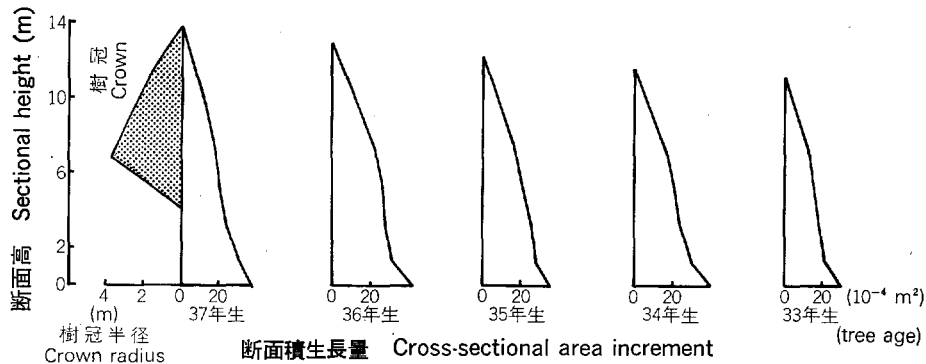 断面高 Sectional height (m)
14
10
6
2
0
樹冠
Crown
4 2 0 20
(m)
樹冠半径
Crown radius
37年生
0 20
36年生
0 20
35年生
0 20
34年生
0 20
33年生
(10⁻⁴ m²)
(tree age)
断面積生長量 Cross-sectional area increment